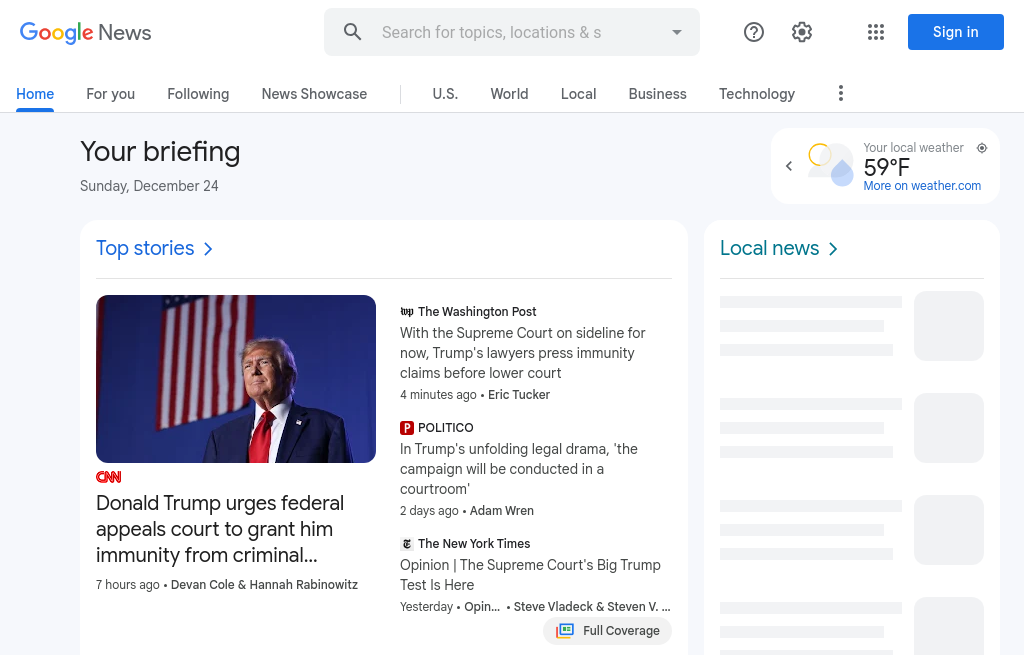 Google News
Search for topics, locations & s
Sign in
Home
For you
Following
News Showcase
U.S.
World
Local
Business
Technology
Your briefing
Sunday, December 24
Your local weather
59°F
More on weather.com
Top stories
CNN
Donald Trump urges federal
appeals court to grant him
immunity from criminal...
7 hours ago • Devan Cole & Hannah Rabinowitz
wp The Washington Post
With the Supreme Court on sideline for
now, Trump's lawyers press immunity
claims before lower court
4 minutes ago • Eric Tucker
P POLITICO
In Trump's unfolding legal drama, 'the
campaign will be conducted in a
courtroom'
2 days ago • Adam Wren
The New York Times
Opinion | The Supreme Court's Big Trump
Test Is Here
Yesterday • Opin... • Steve Vladeck & Steven V. ...
Full Coverage
Local news